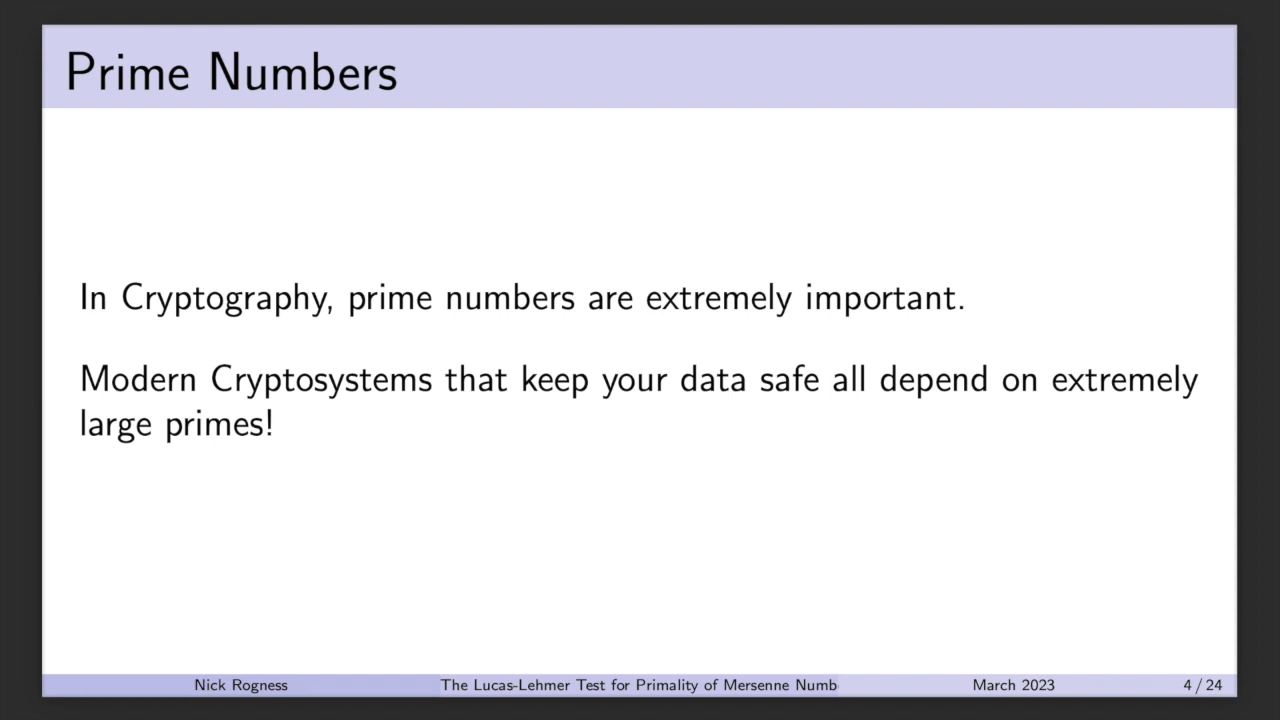 Prime Numbers
In Cryptography, prime numbers are extremely important.
Modern Cryptosystems that keep your data safe all depend on extremely
large primes!
Nick Rogness The Lucas-Lehmer Test for Primality of Mersenne Numb March 2023 4 / 24